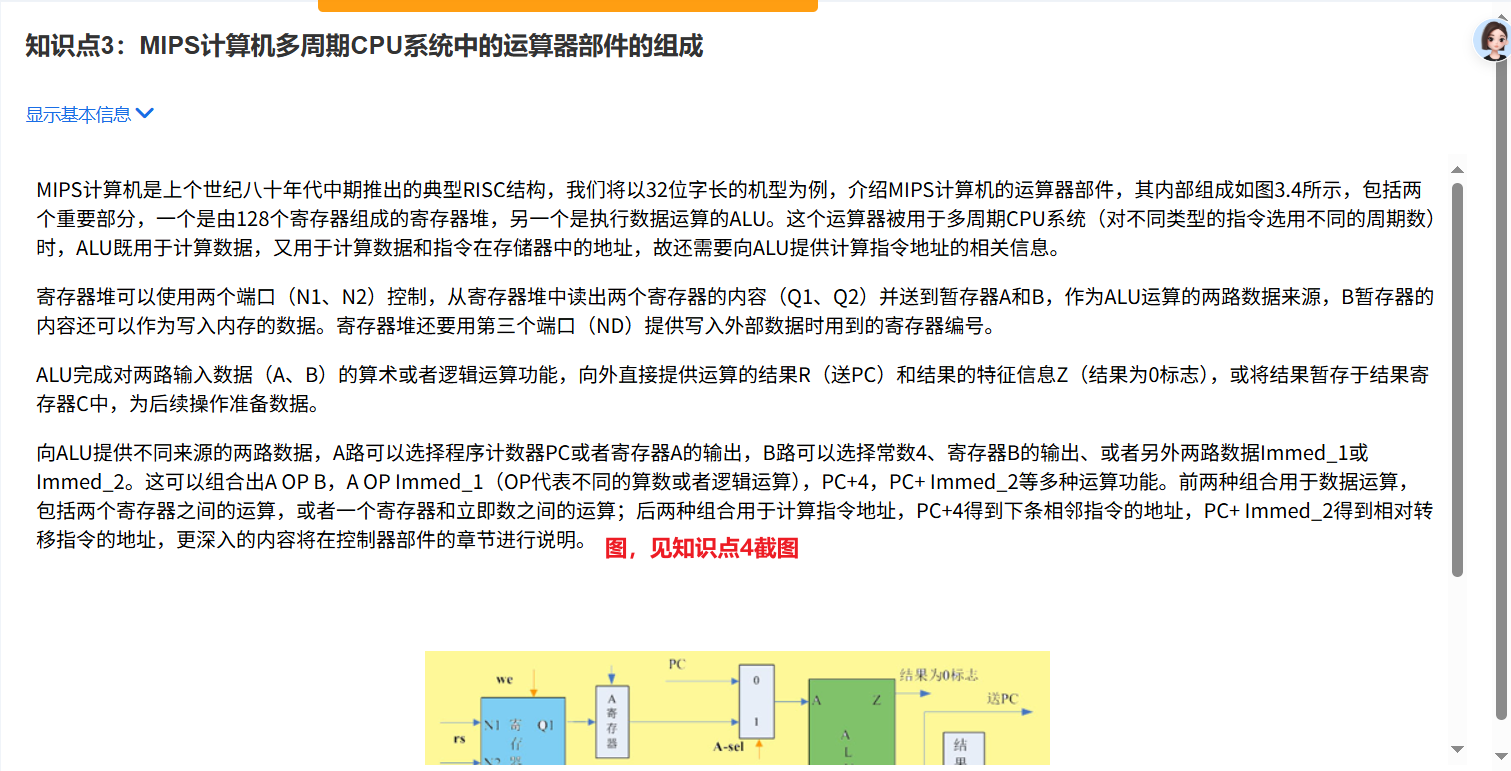 知识点3：MIPS计算机多周期CPU系统中的运算器部件的组成
显示基本信息
MIPS计算机是上个世纪八十年代中期推出的典型RISC结构，我们将以32位字长的机型为例，介绍MIPS计算机的运算器部件，其内部组成如图3.4所示，包括两
个重要部分，一个是由128个寄存器组成的寄存器堆，另一个是执行数据运算的ALU。这个运算器被用于多周期CPU系统（对不同类型的指令选用不同的周期数）
时，ALU既用于计算数据，又用于计算数据和指令在存储器中的地址，故还需要向ALU提供计算指令地址的相关信息。
寄存器堆可以使用两个端口（N1、N2）控制，从寄存器堆中读出两个寄存器的内容（Q1、Q2）并送到暂存器A和B，作为ALU运算的两路数据来源，B暂存器的
内容还可以作为写入内存的数据。寄存器堆还要用第三个端口（ND）提供写入外部数据时用到的寄存器编号。
ALU完成对两路输入数据（A、B）的算术或者逻辑运算功能，向外直接提供运算的结果R（送PC）和结果的特征信息Z（结果为0标志），或将结果暂存于结果寄
存器C中，为后续操作准备数据。
向ALU提供不同来源的两路数据，A路可以选择程序计数器PC或者寄存器A的输出，B路可以选择常数4、寄存器B的输出、或者另外两路数据Immed_1或
Immed_2。这可以组合出A OP B，A OP Immed_1（OP代表不同的算数或者逻辑运算），PC+4，PC+ Immed_2等多种运算功能。前两种组合用于数据运算，
包括两个寄存器之间的运算，或者一个寄存器和立即数之间的运算；后两种组合用于计算指令地址，PC+4得到下条相邻指令的地址，PC+ Immed_2得到相对转
移指令的地址，更深入的内容将在控制器部件的章节进行说明。
图，见知识点4截图
we
PC
结果为0标志
送PC
N1 寄存器 Q1
rs
N2
A寄存器
0
1
A-sel
A Z
AL
结果